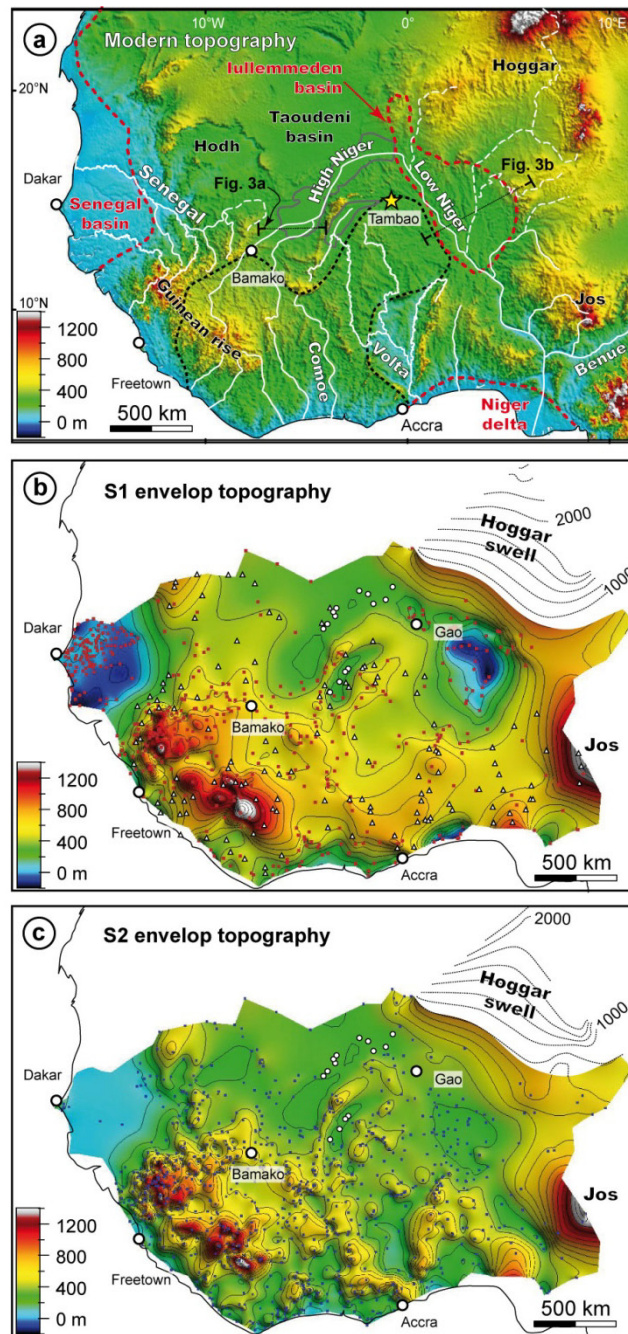 10°W
0°
10°E
a
Modern topography
Hoggar
Iullemmeden
basin
20°N
Taoudeni
basin
Hodh
High Niger
Low Niger
Fig. 3b
Dakar
Senegal
Fig. 3a
Senegal
basin
Tambao
Bamako
Guinean rise
Jos
10°N
1200
800
400
0 m
Comoe
Volta
Benue
Freetown
500 km
Accra
Niger
delta
b
S1 envelop topography
2000
Hoggar
swell
1000
Dakar
Gao
Bamako
Jos
1200
800
400
0 m
Freetown
Accra
500 km
c
S2 envelop topography
2000
Hoggar
swell
1000
Dakar
Gao
Bamako
Jos
1200
800
400
0 m
Freetown
Accra
500 km